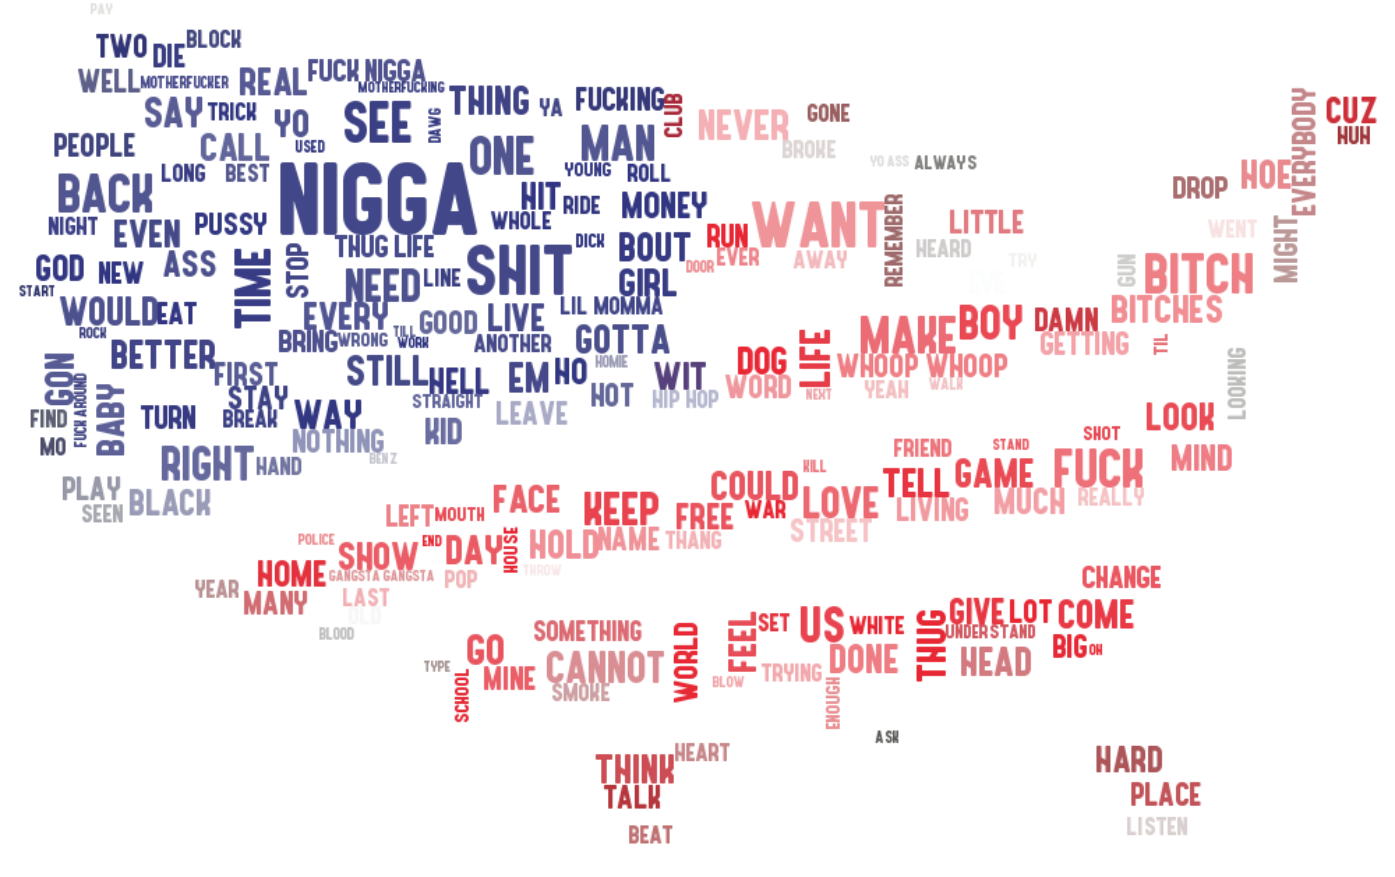 PAY
TWO
DIE
BLOCK
WELL
MOTHERFUCKER
REAL
FUCK NIGGA
MOTHERFUCKING
SAY
TRICK
YO
SEE
DAWG
THING
YA
FUCKING
CLUB
NEVER
GONE
BROKE
PEOPLE
CALL
USED
ONE
MAN
YO ASS
ALWAYS
EVERYBODY
CUZ
HUH
LONG
BEST
YOUNG
ROLL
BACK
NIGGA
HIT
RIDE
MONEY
DROP
HOE
NIGHT
EVEN
PUSSY
WHOLE
WANT
REMEMBER
LITTLE
WENT
MIGHT
THUG LIFE
DICK
BOUT
RUN
HEARD
GOD
NEW
ASS
TIME
STOP
SHIT
DOOR
EVER
AWAY
TRY
GUN
BITCH
START
NEED
LINE
GIRL
EVE
WOULD
EAT
EVERY
GOOD
LIVE
LIL MOMMA
BITCHES
ROCK
BRING
WRONG
TILL
WORK
ANOTHER
GOTTA
MAKE
BOY
DAMN
GETTING
TIL
BETTER
FIRST
STILL
HELL
EM
HO
HOMIE
WIT
DOG
LIFE
WHOOP WHOOP
LOOKING
GON
FUCK AROUND
BABY
STAY
STRAIGHT
HOT
HIP HOP
WORD
NEXT
YEAH
WALK
FIND
TURN
BREAK
WAY
LEAVE
LOOK
MO
NOTHING
KID
BENZ
FRIEND
STAND
SHOT
RIGHT
HAND
KILL
MIND
PLAY
BLACK
COULD
TELL
GAME
FUCK
SEEN
FACE
KEEP
FREE
WAR
LOVE
LIVING
MUCH
REALLY
LEFT
MOUTH
STREET
POLICE
SHOW
END
DAY
HOUSE
HOLD
NAME
THANG
HOME
GANGSTA GANGSTA
POP
THROW
CHANGE
YEAR
MANY
LAST
OLD
BLOOD
SOMETHING
WORLD
FEEL
SET
US
WHITE
THUG
GIVE
LOT
COME
UNDERSTAND
BIG
OH
GO
TYPE
SCHOOL
MINE
CANNOT
SMOKE
BLOW
TRYING
DONE
HEAD
ENOUGH
ASK
HEART
THINK
TALK
BEAT
HARD
PLACE
LISTEN